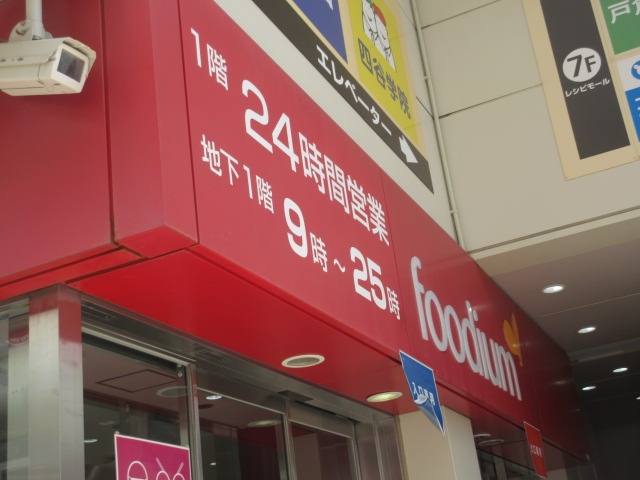 1階
24時間営業
地下1階
9時~25時
foodium
エレベーター
四谷学院
7F
レシピモール